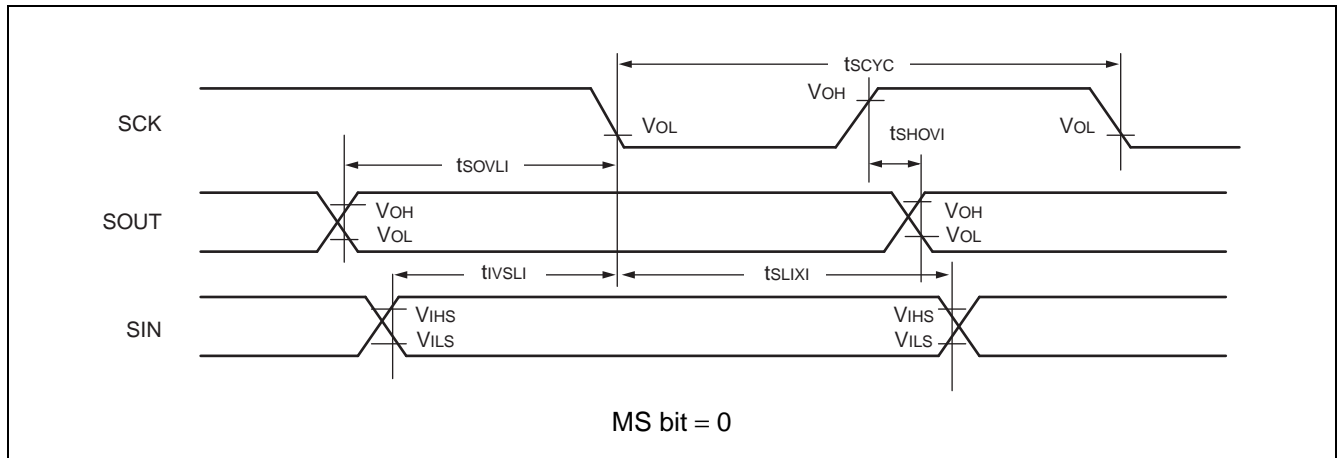 tSCYC
VOH
SCK
VOL
tSHOVI
VOL
tSOVLI
SOUT
VOH
VOL
VOH
VOL
tIVSLI
tSLIXI
SIN
VIHS
VILS
VIHS
VILS
MS bit = 0